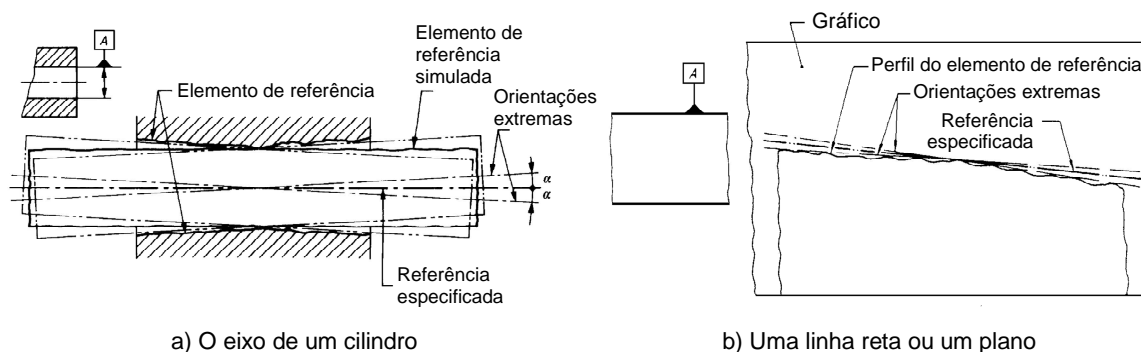 A
Elemento de
referência
simulada
Elemento de referência
Orientações
extremas
α
α
Referência
especificada
a) O eixo de um cilindro
A
Gráfico
Perfil do elemento de referência
Orientações extremas
Referência
especificada
b) Uma linha reta ou um plano